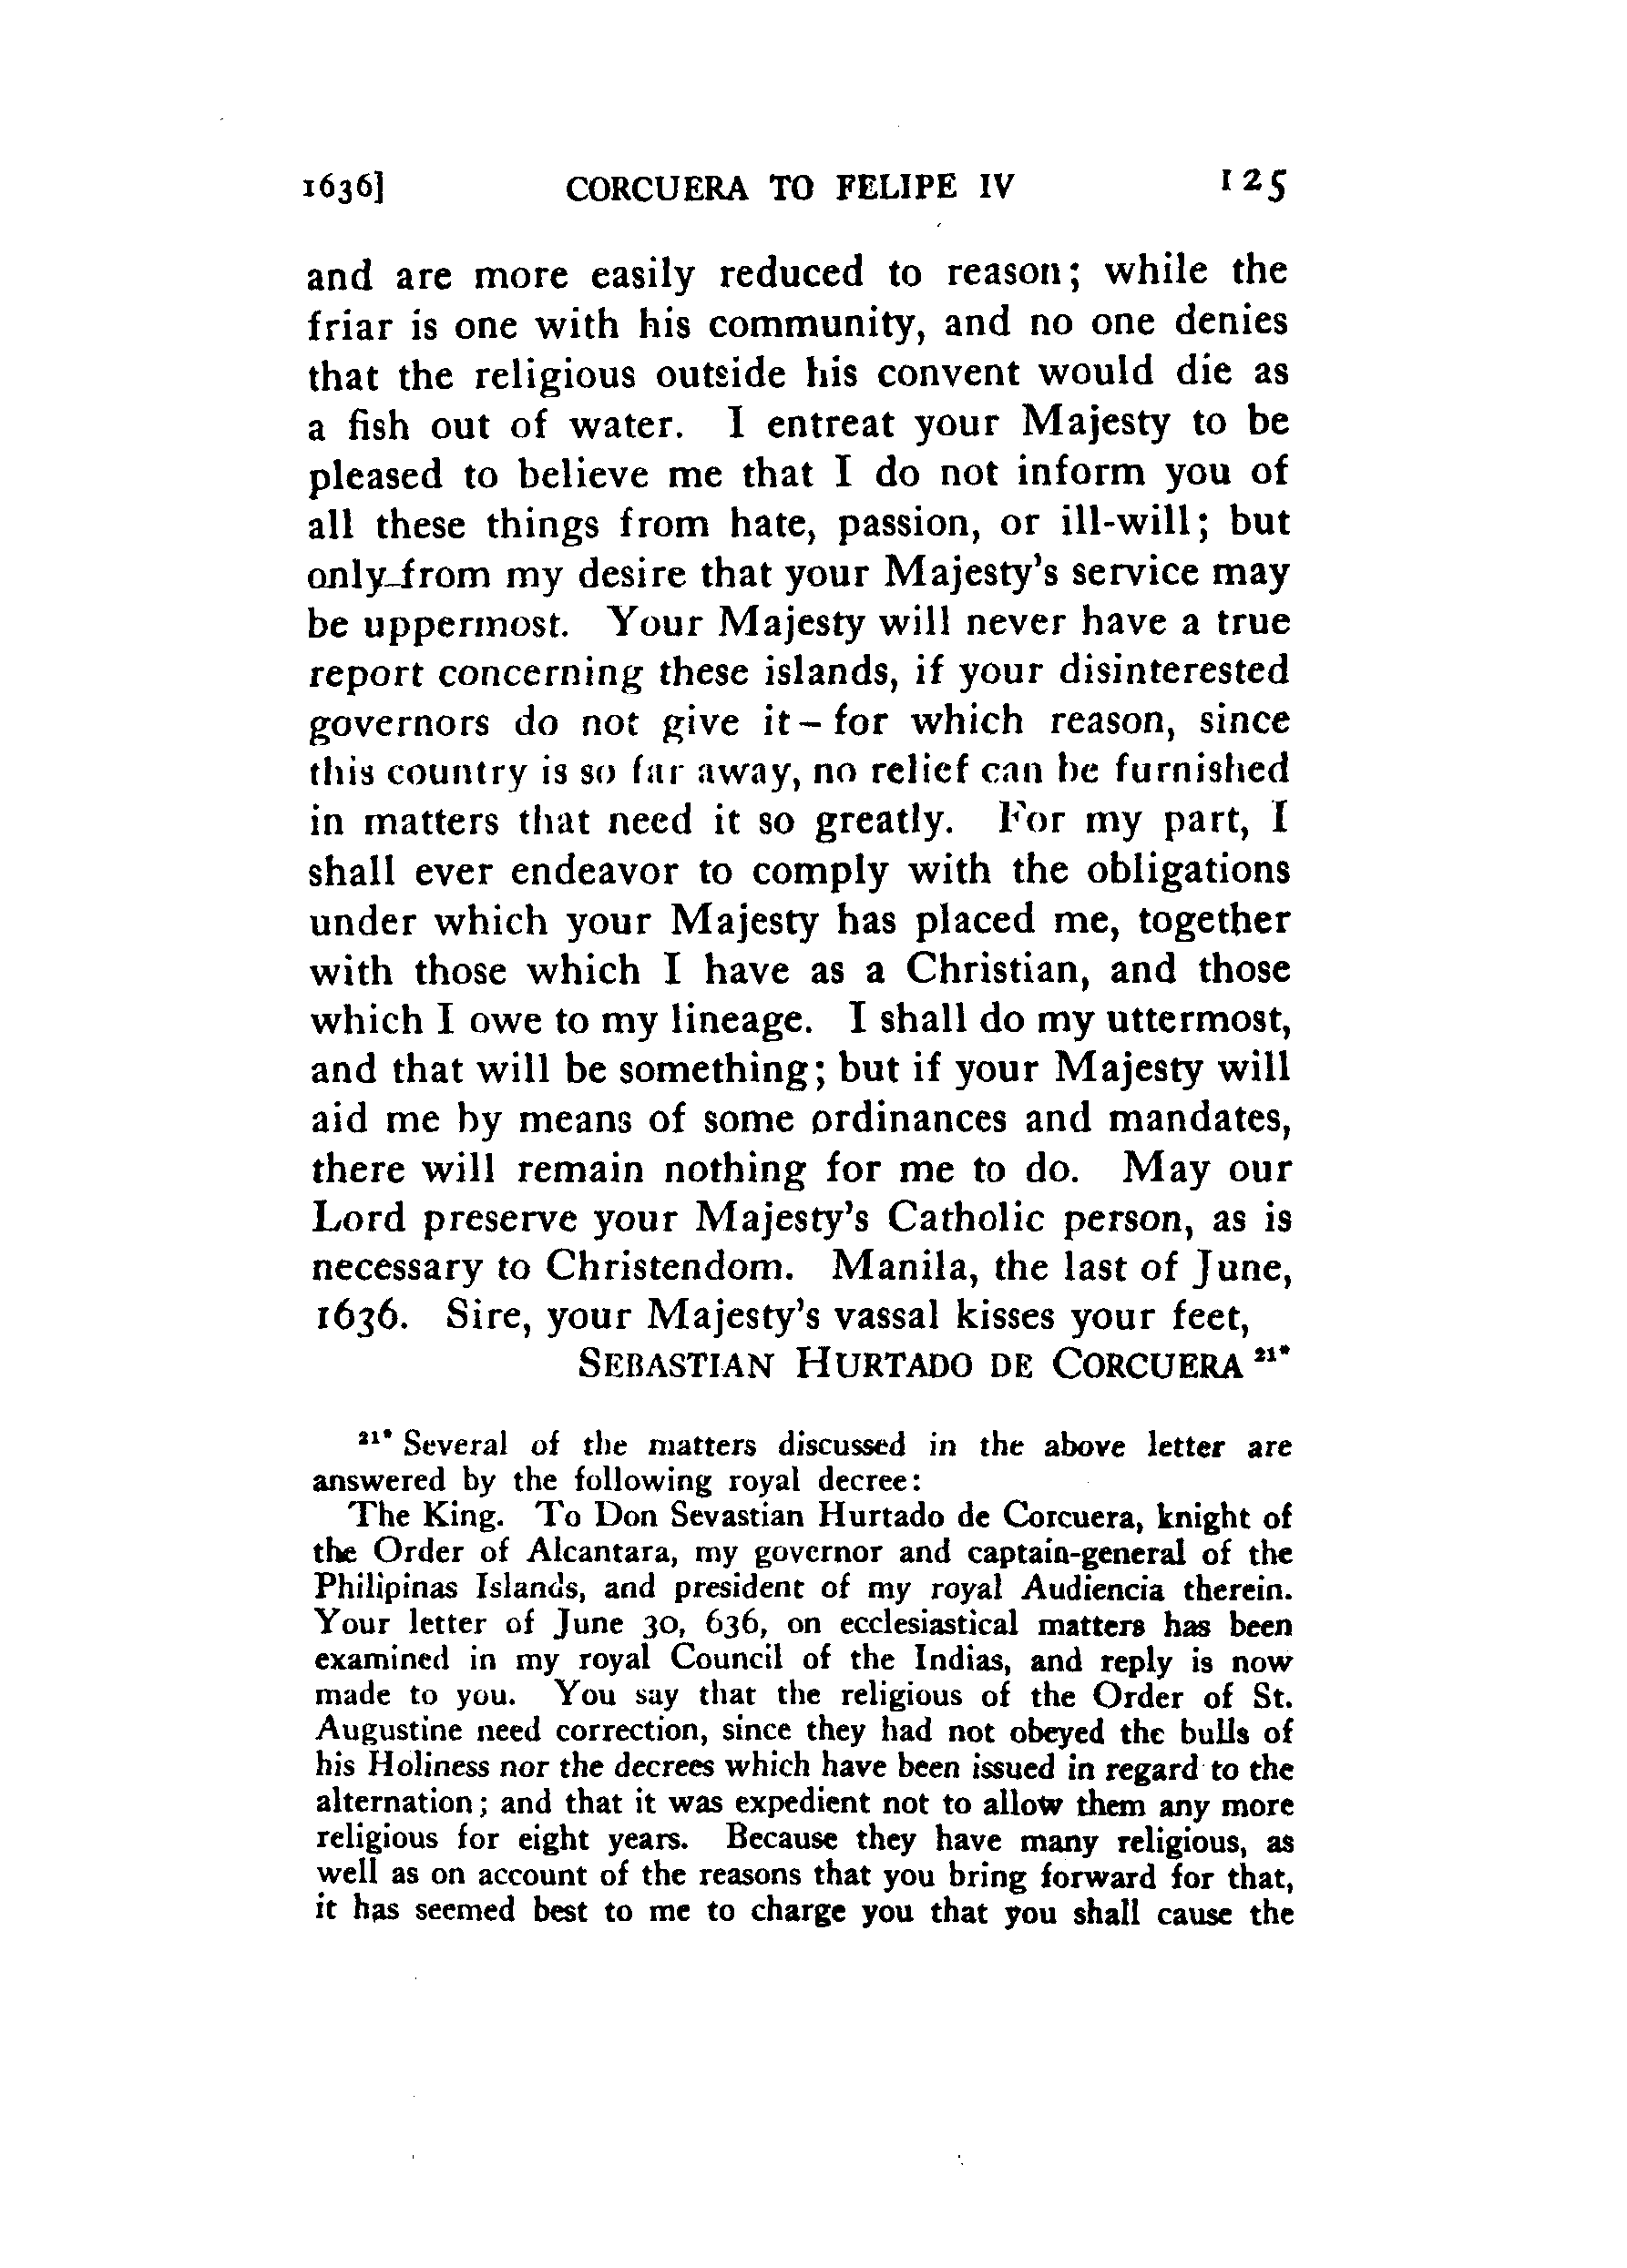 1636] CORCUERA TO FELIPE IV 125
and are more easily reduced to reason; while the
friar is one with his community, and no one denies
that the religious outside his convent would die as
a fish out of water. I entreat your Majesty to be
pleased to believe me that I do not inform you of
all these things from hate, passion, or ill-will; but
only from my desire that your Majesty's service may
be uppermost. Your Majesty will never have a true
report concerning these islands, if your disinterested
governors do not give it – for which reason, since
this country is so far away, no relief can be furnished
in matters that need it so greatly. For my part, I
shall ever endeavor to comply with the obligations
under which your Majesty has placed me, together
with those which I have as a Christian, and those
which I owe to my lineage. I shall do my uttermost,
and that will be something; but if your Majesty will
aid me by means of some ordinances and mandates,
there will remain nothing for me to do. May our
Lord preserve your Majesty's Catholic person, as is
necessary to Christendom. Manila, the last of June,
1636. Sire, your Majesty's vassal kisses your feet,
SEBASTIAN HURTADO DE CORCUERA 21*
21* Several of the matters discussed in the above letter are
answered by the following royal decree:
The King. To Don Sevastian Hurtado de Corcuera, knight of
the Order of Alcantara, my governor and captain-general of the
Philipinas Islands, and president of my royal Audiencia therein.
Your letter of June 30, 636, on ecclesiastical matters has been
examined in my royal Council of the Indias, and reply is now
made to you. You say that the religious of the Order of St.
Augustine need correction, since they had not obeyed the bulls of
his Holiness nor the decrees which have been issued in regard to the
alternation; and that it was expedient not to allow them any more
religious for eight years. Because they have many religious, as
well as on account of the reasons that you bring forward for that,
it has seemed best to me to charge you that you shall cause the